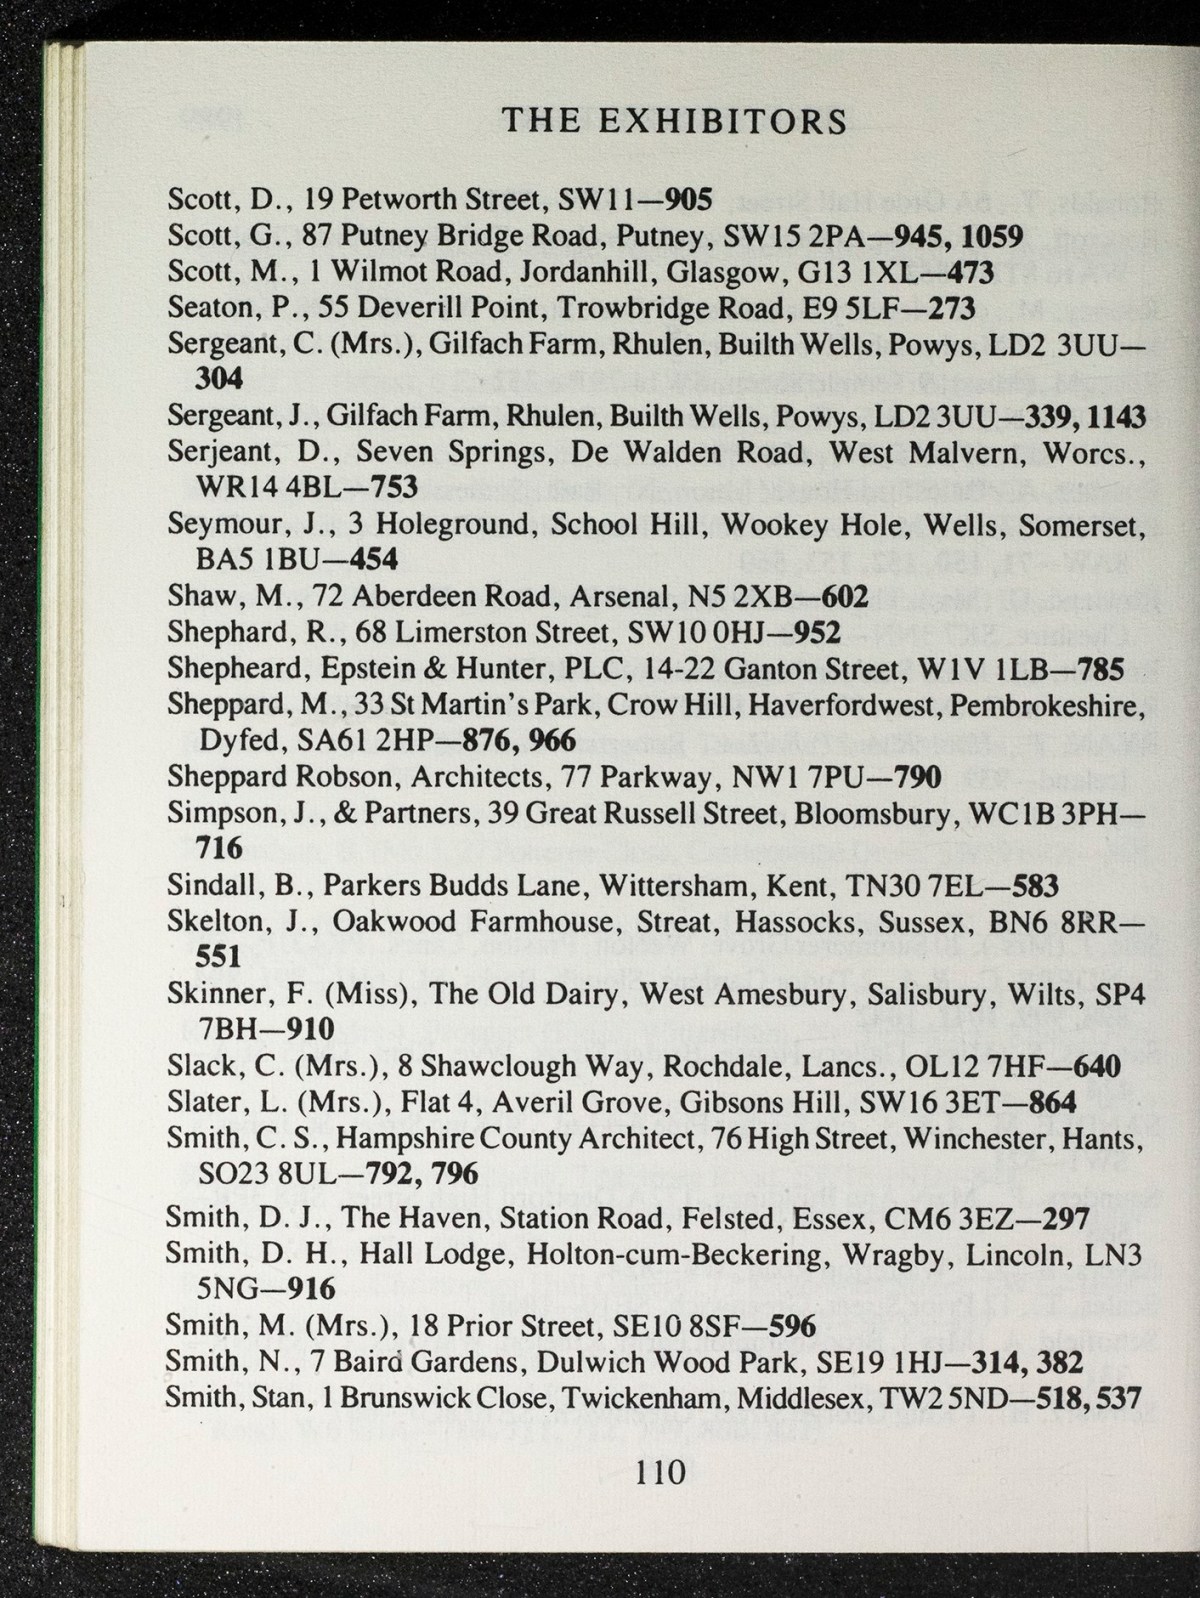 THE EXHIBITORS
Scott, D., 19 Petworth Street, SW11—905
Scott, G., 87 Putney Bridge Road, Putney, SW15 2PA—945, 1059
Scott, M., 1 Wilmot Road, Jordanhill, Glasgow, G13 1XL—473
Seaton, P., 55 Deverill Point, Trowbridge Road, E9 5LF—273
Sergeant, C. (Mrs.), Gilfach Farm, Rhulen, Builth Wells, Powys, LD2 3UU—
304
Sergeant, J., Gilfach Farm, Rhulen, Builth Wells, Powys, LD2 3UU—339, 1143
Serjeant, D., Seven Springs, De Walden Road, West Malvern, Worcs.,
WR14 4BL—753
Seymour, J., 3 Holeground, School Hill, Wookey Hole, Wells, Somerset,
BA5 1BU—454
Shaw, M., 72 Aberdeen Road, Arsenal, N5 2XB—602
Shephard, R., 68 Limerston Street, SW10 0HJ—952
Shepheard, Epstein & Hunter, PLC, 14-22 Ganton Street, W1V 1LB—785
Sheppard, M., 33 St Martin's Park, Crow Hill, Haverfordwest, Pembrokeshire,
Dyfed, SA61 2HP—876, 966
Sheppard Robson, Architects, 77 Parkway, NW1 7PU—790
Simpson, J., & Partners, 39 Great Russell Street, Bloomsbury, WC1B 3PH—
716
Sindall, B., Parkers Budds Lane, Wittersham, Kent, TN30 7EL—583
Skelton, J., Oakwood Farmhouse, Streat, Hassocks, Sussex, BN6 8RR—
551
Skinner, F. (Miss), The Old Dairy, West Amesbury, Salisbury, Wilts, SP4
7BH—910
Slack, C. (Mrs.), 8 Shawclough Way, Rochdale, Lancs., OL12 7HF—640
Slater, L. (Mrs.), Flat 4, Averil Grove, Gibsons Hill, SW16 3ET—864
Smith, C. S., Hampshire County Architect, 76 High Street, Winchester, Hants,
SO23 8UL—792, 796
Smith, D. J., The Haven, Station Road, Felsted, Essex, CM6 3EZ—297
Smith, D. H., Hall Lodge, Holton-cum-Beckering, Wragby, Lincoln, LN3
5NG—916
Smith, M. (Mrs.), 18 Prior Street, SE10 8SF—596
Smith, N., 7 Baird Gardens, Dulwich Wood Park, SE19 1HJ—314, 382
Smith, Stan, 1 Brunswick Close, Twickenham, Middlesex, TW2 5ND—518, 537
110